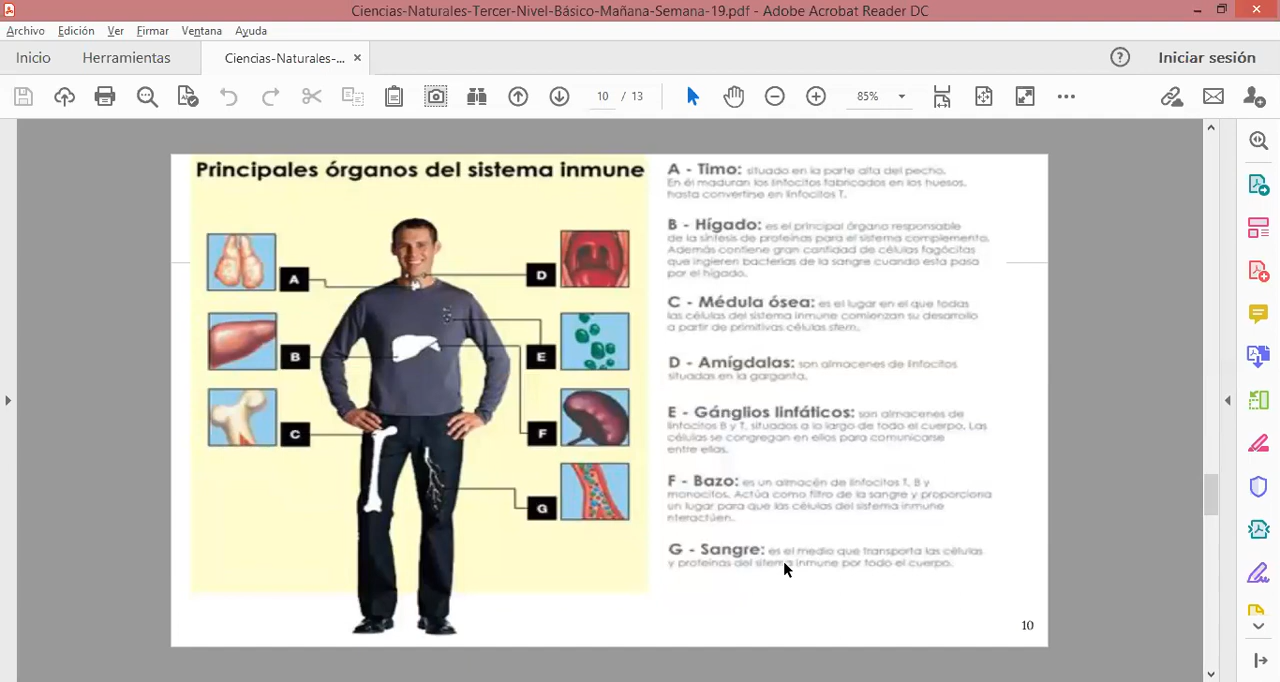 Ciencias-Naturales-Tercer-Nivel-Básico-Mañana-Semana-19.pdf - Adobe Acrobat Reader DC
Archivo Edición Ver Firmar Ventana Ayuda
Inicio Herramientas Ciencias-Naturales-... × Iniciar sesión
10 / 13 85%
Principales órganos del sistema inmune
A
B
C
D
E
F
G
A - Timo: situado en la parte alta del pecho.
En él maduran los linfocitos fabricados en los huesos,
hasta convertirse en linfocitos T.
B - Hígado: es el principal órgano responsable
de la síntesis de proteínas para el sistema complemento.
Además contiene gran cantidad de células fagócitas
que ingieren bacterias de la sangre cuando esta pasa
por el hígado.
C - Médula ósea: es el lugar en el que todas
las células del sistema inmune comienzan su desarrollo
a partir de primitivas células stem.
D - Amígdalas: son almacenes de linfocitos
situadas en la garganta.
E - Gánglios linfáticos: son almacenes de
linfocitos B y T, situados a lo largo de todo el cuerpo. Las
células se congregan en ellos para comunicarse
entre ellas.
F - Bazo: es un almacén de linfocitos T, B y
monocitos. Actúa como filtro de la sangre y proporciona
un lugar para que las células del sistema inmune
nteractúen.
G - Sangre: es el medio que transporta las células
y proteínas del sitema inmune por todo el cuerpo.
10